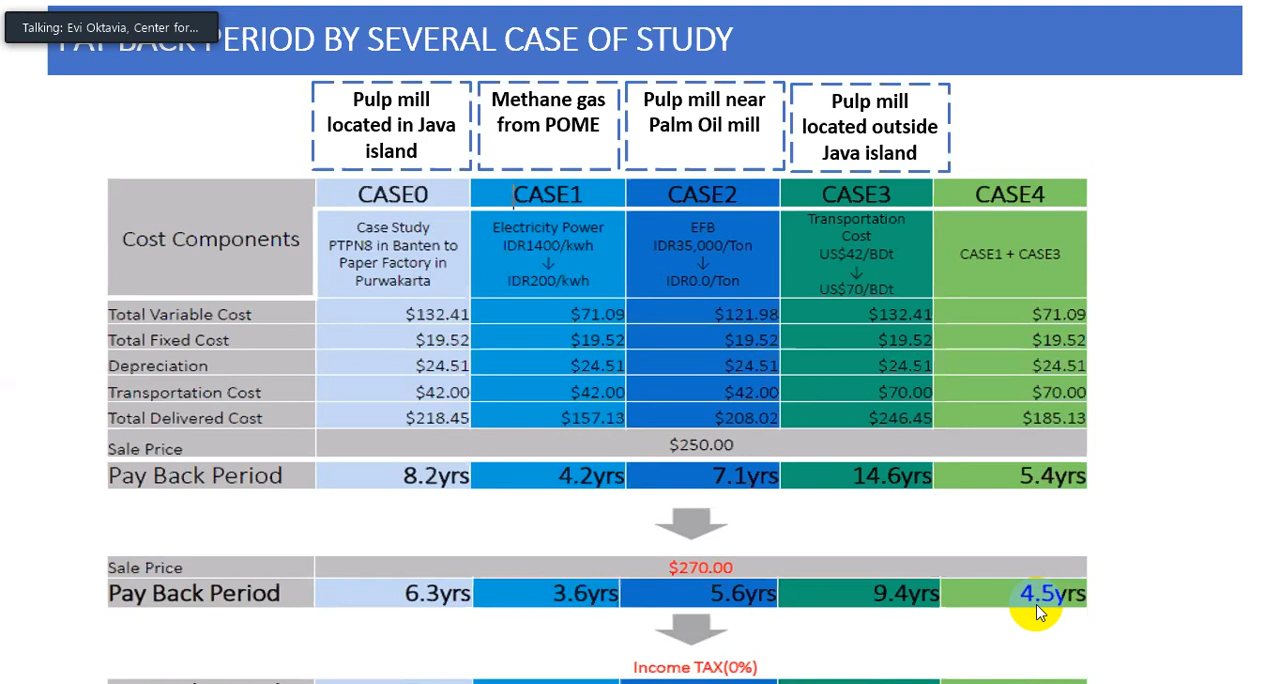 Talking: Evi Oktavia, Center for...
PAY BACK PERIOD BY SEVERAL CASE OF STUDY
Pulp mill
located in Java
island
Methane gas
from POME
Pulp mill near
Palm Oil mill
Pulp mill
located outside
Java island
Cost Components
CASE0
CASE1
CASE2
CASE3
CASE4
Case Study
PTPN8 in Banten to
Paper Factory in
Purwakarta
Electricity Power
IDR1400/kwh
↓
IDR200/kwh
EFB
IDR35,000/Ton
↓
IDR0.0/Ton
Transportation
Cost
US$42/BDt
↓
US$70/BDt
CASE1 + CASE3
Total Variable Cost $132.41 $71.09 $121.98 $132.41 $71.09
Total Fixed Cost $19.52 $19.52 $19.52 $19.52 $19.52
Depreciation $24.51 $24.51 $24.51 $24.51 $24.51
Transportation Cost $42.00 $42.00 $42.00 $70.00 $70.00
Total Delivered Cost $218.45 $157.13 $208.02 $246.45 $185.13
Sale Price $250.00
Pay Back Period 8.2yrs 4.2yrs 7.1yrs 14.6yrs 5.4yrs
Sale Price $270.00
Pay Back Period 6.3yrs 3.6yrs 5.6yrs 9.4yrs 4.5yrs
Income TAX(0%)